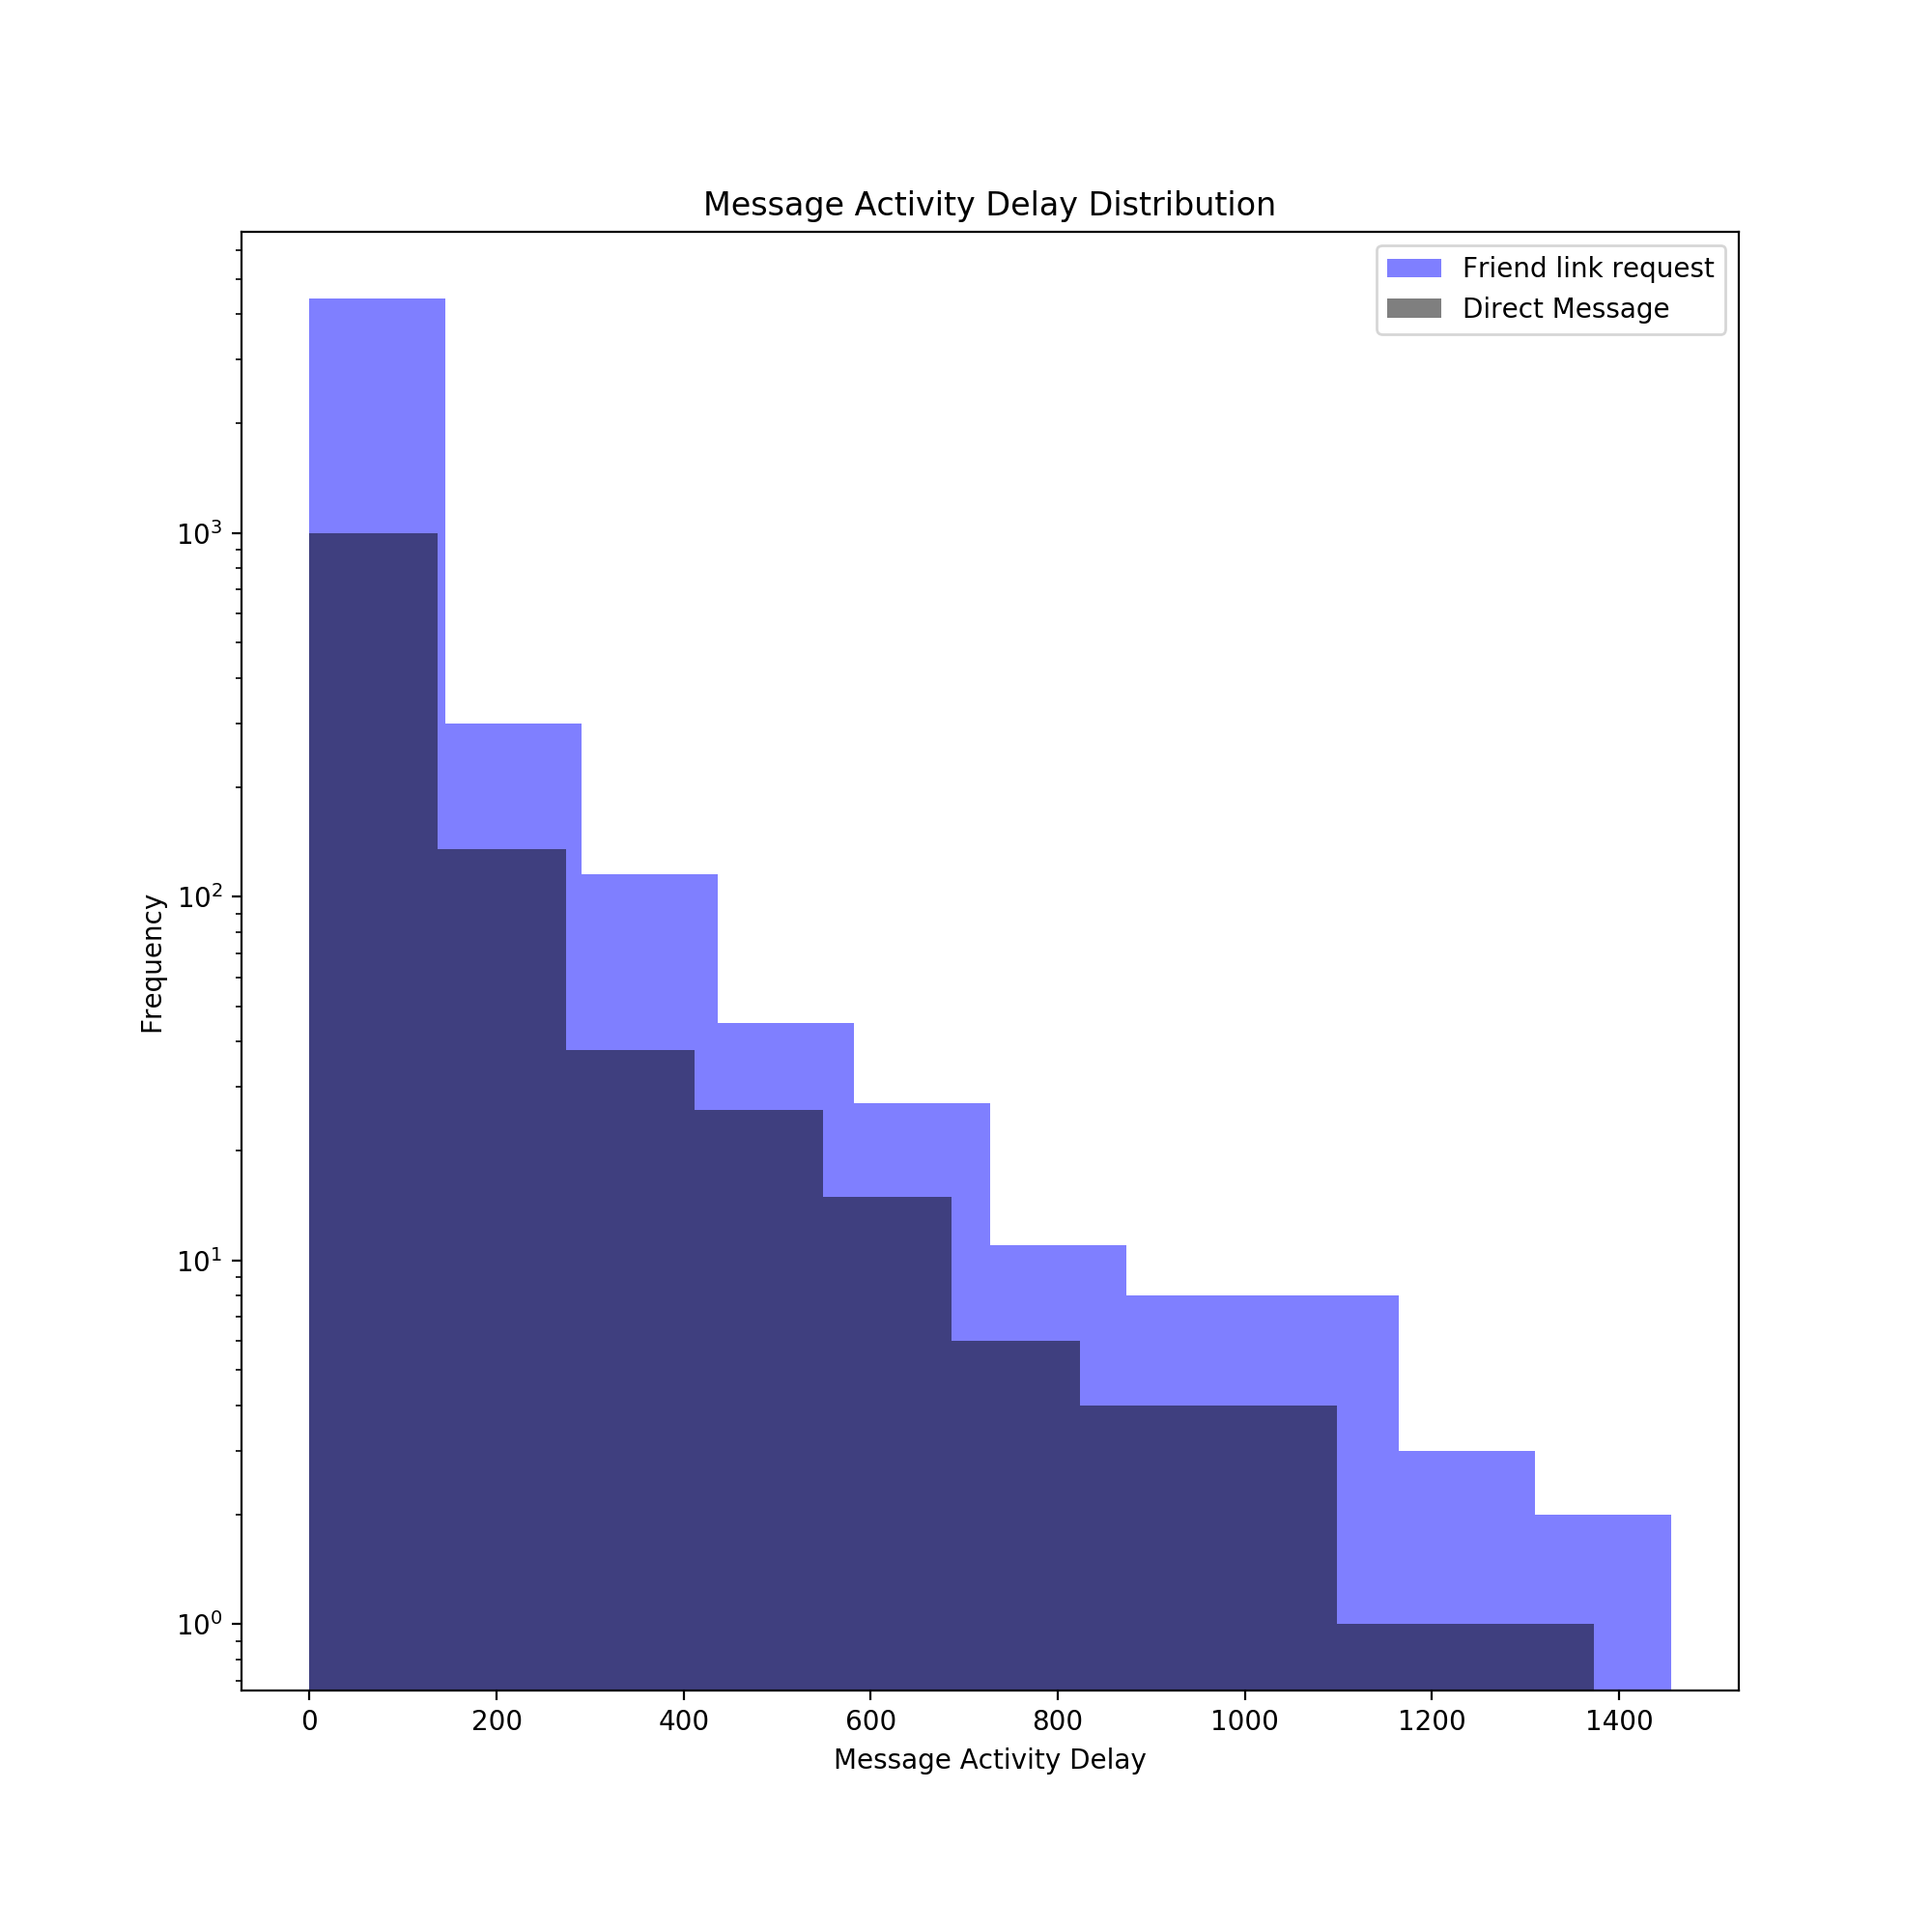 Message Activity Delay Distribution
Friend link request
Direct Message
10³
10²
10¹
10⁰
Frequency
0 200 400 600 800 1000 1200 1400
Message Activity Delay